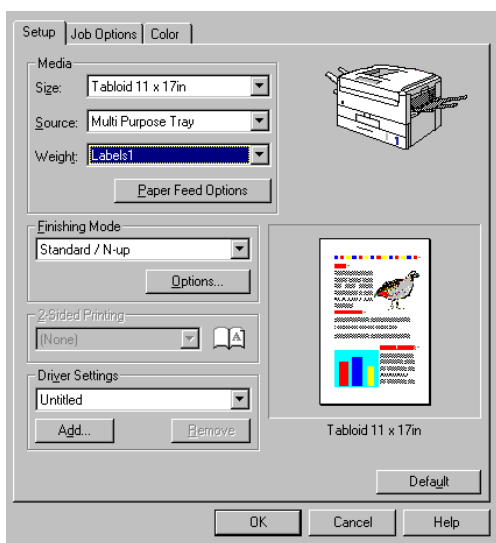 Setup
Job Options
Color
Media
Size:
Tabloid 11 x 17in
Source:
Multi Purpose Tray
Weight:
Labels1
Paper Feed Options
1
Finishing Mode
Standard / N-up
Options...
2-Sided Printing
(None)
A
Driver Settings
Untitled
Add...
Remove
Tabloid 11 x 17in
Default
OK
Cancel
Help